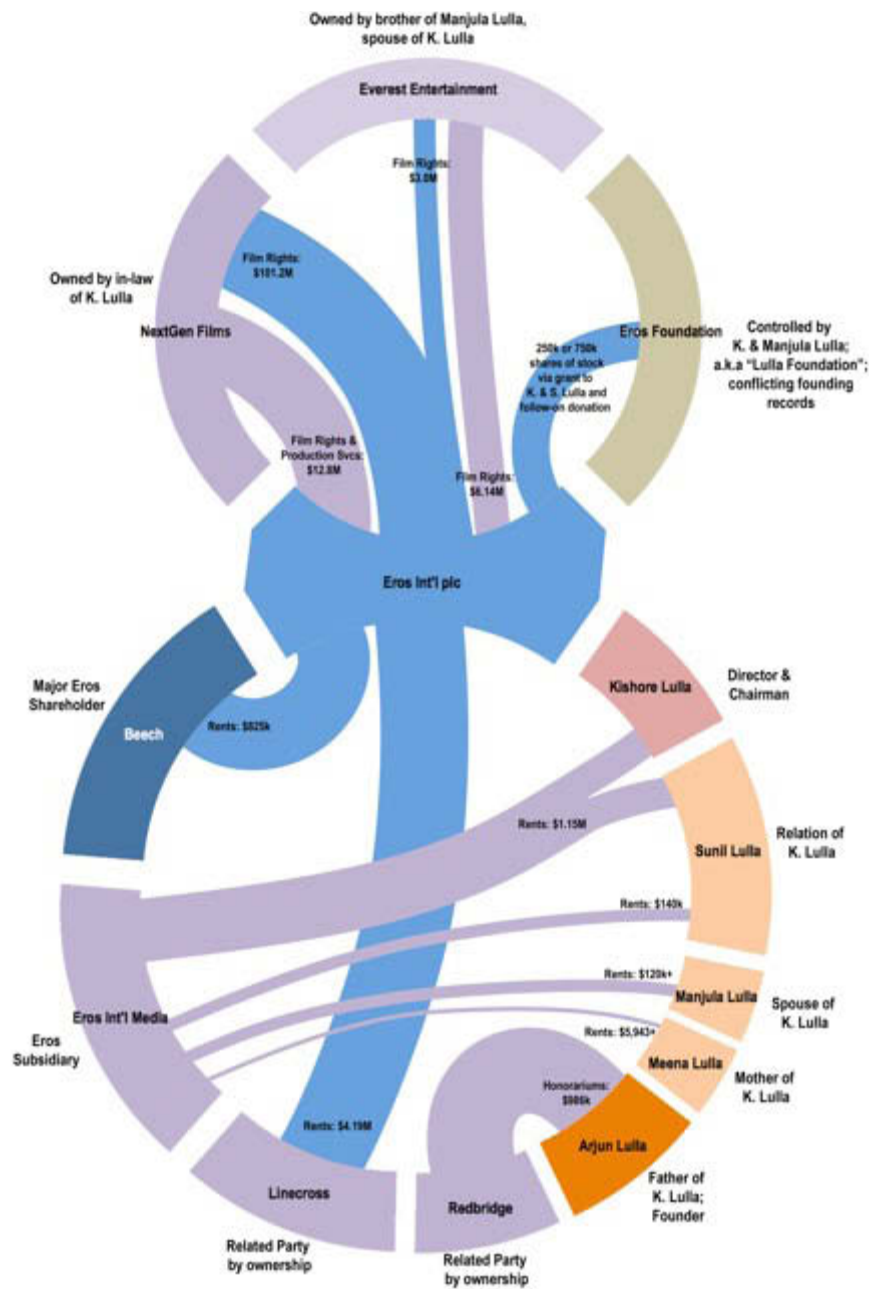 Owned by brother of Manjula Lulla,
spouse of K. Lulla
Everest Entertainment
Film Rights:
$3.0M
Film Rights:
$101.2M
Owned by in-law
of K. Lulla
NextGen Films
Eros Foundation
Controlled by
K. & Manjula Lulla;
a.k.a “Lulla Foundation”;
conflicting founding
records
250k or 750k
shares of stock
via grant to
K. & S. Lulla and
follow-on donation
Film Rights &
Production Svcs:
$12.8M
Film Rights:
$6.14M
Eros Int'l plc
Kishore Lulla
Director &
Chairman
Major Eros
Shareholder
Beech
Rents: $825k
Rents: $1.15M
Sunil Lulla
Relation of
K. Lulla
Rents: $140k
Rents: $120k+
Manjula Lulla
Spouse of
K. Lulla
Eros Int'l Media
Eros
Subsidiary
Rents: $5,943+
Meena Lulla
Mother of
K. Lulla
Honorariums:
$986k
Rents: $4.19M
Arjun Lulla
Father of
K. Lulla;
Founder
Linecross
Redbridge
Related Party
by ownership
Related Party
by ownership